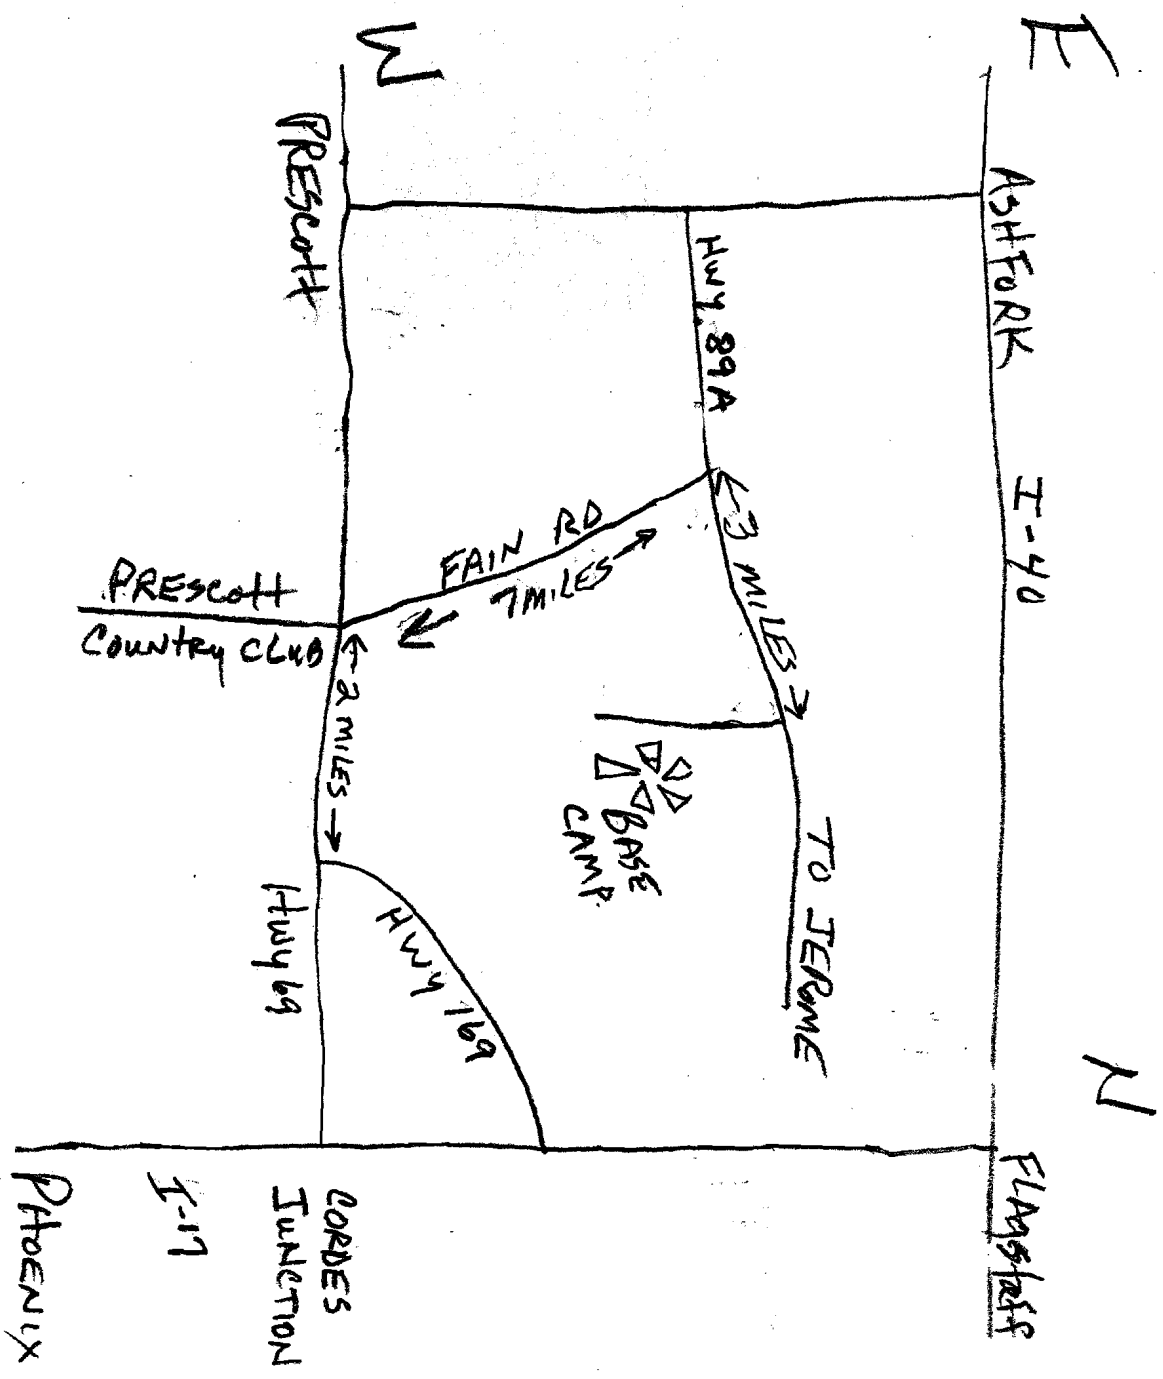 E
W
N
ASHFORK
I-40
FLAgstaff
PRESCOtt
HWY. 89A
3 MILES
TO JEROME
FAIN RD
7 MILES
BASE
CAMP.
PRESCOtt
COUNTRY CLUB
2 MILES
HWY 69
HWY 169
CORDES
JUNCTION
I-17
PHOENIX